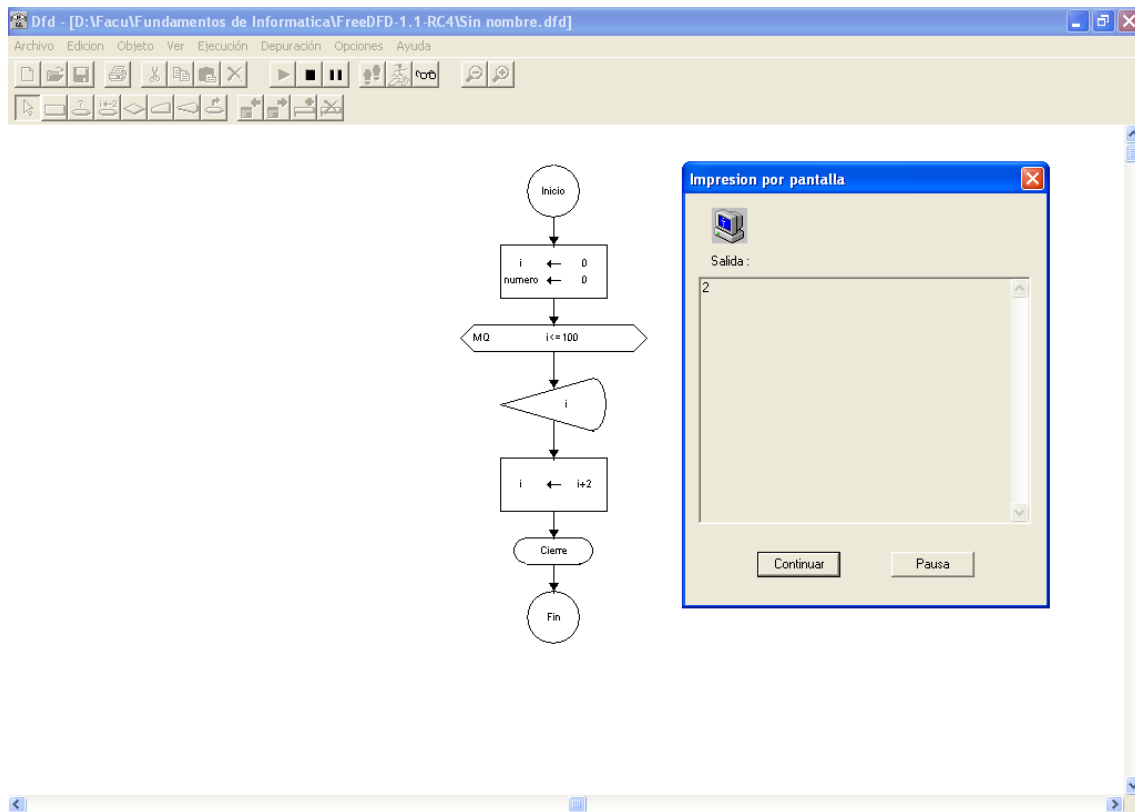 Dfd - [D:\Facu\Fundamentos de Informatica\FreeDFD-1.1-RC4\Sin nombre.dfd]
Archivo Edicion Objeto Ver Ejecución Depuración Opciones Ayuda
Inicio
i ← 0
numero ← 0
MQ i<=100
i
i ← i+2
Cierre
Fin
Impresion por pantalla
Salida :
2
Continuar Pausa